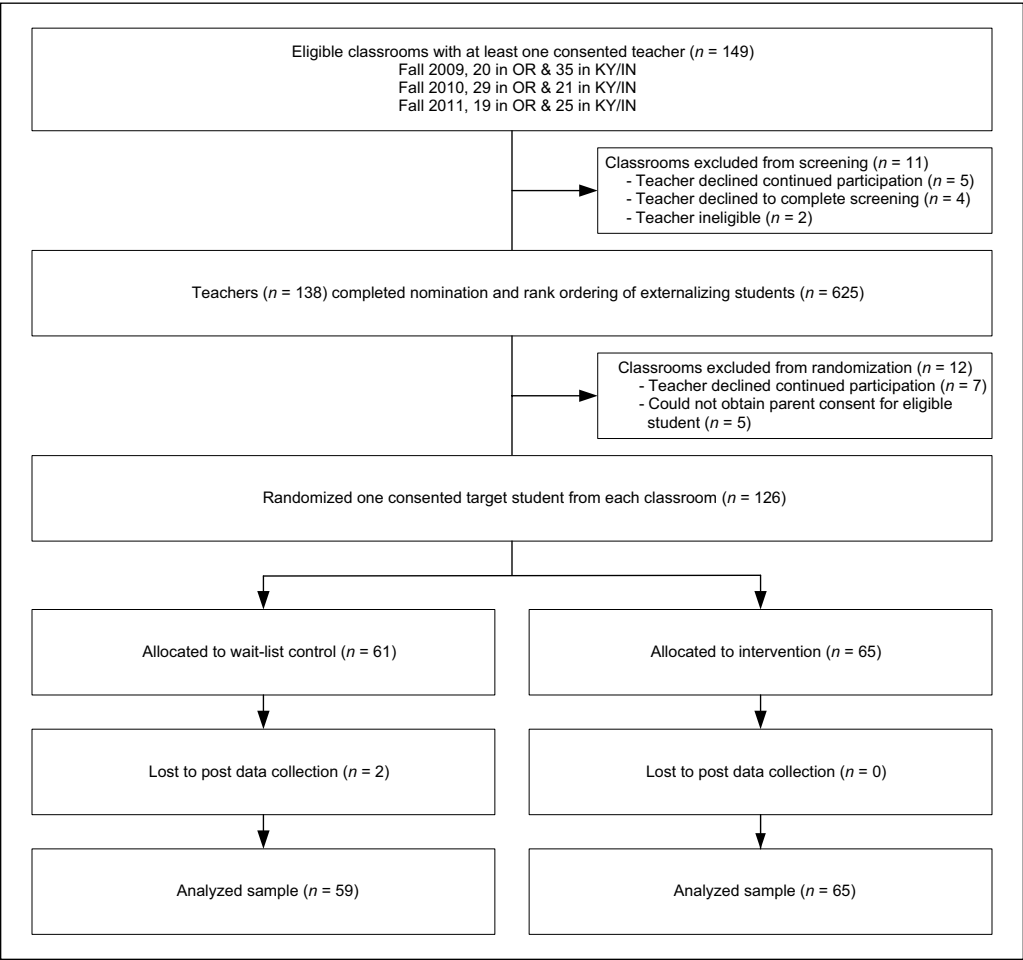 Eligible classrooms with at least one consented teacher (n = 149)
Fall 2009, 20 in OR & 35 in KY/IN
Fall 2010, 29 in OR & 21 in KY/IN
Fall 2011, 19 in OR & 25 in KY/IN
Classrooms excluded from screening (n = 11)
- Teacher declined continued participation (n = 5)
- Teacher declined to complete screening (n = 4)
- Teacher ineligible (n = 2)
Teachers (n = 138) completed nomination and rank ordering of externalizing students (n = 625)
Classrooms excluded from randomization (n = 12)
- Teacher declined continued participation (n = 7)
- Could not obtain parent consent for eligible
student (n = 5)
Randomized one consented target student from each classroom (n = 126)
Allocated to wait-list control (n = 61)
Allocated to intervention (n = 65)
Lost to post data collection (n = 2)
Lost to post data collection (n = 0)
Analyzed sample (n = 59)
Analyzed sample (n = 65)